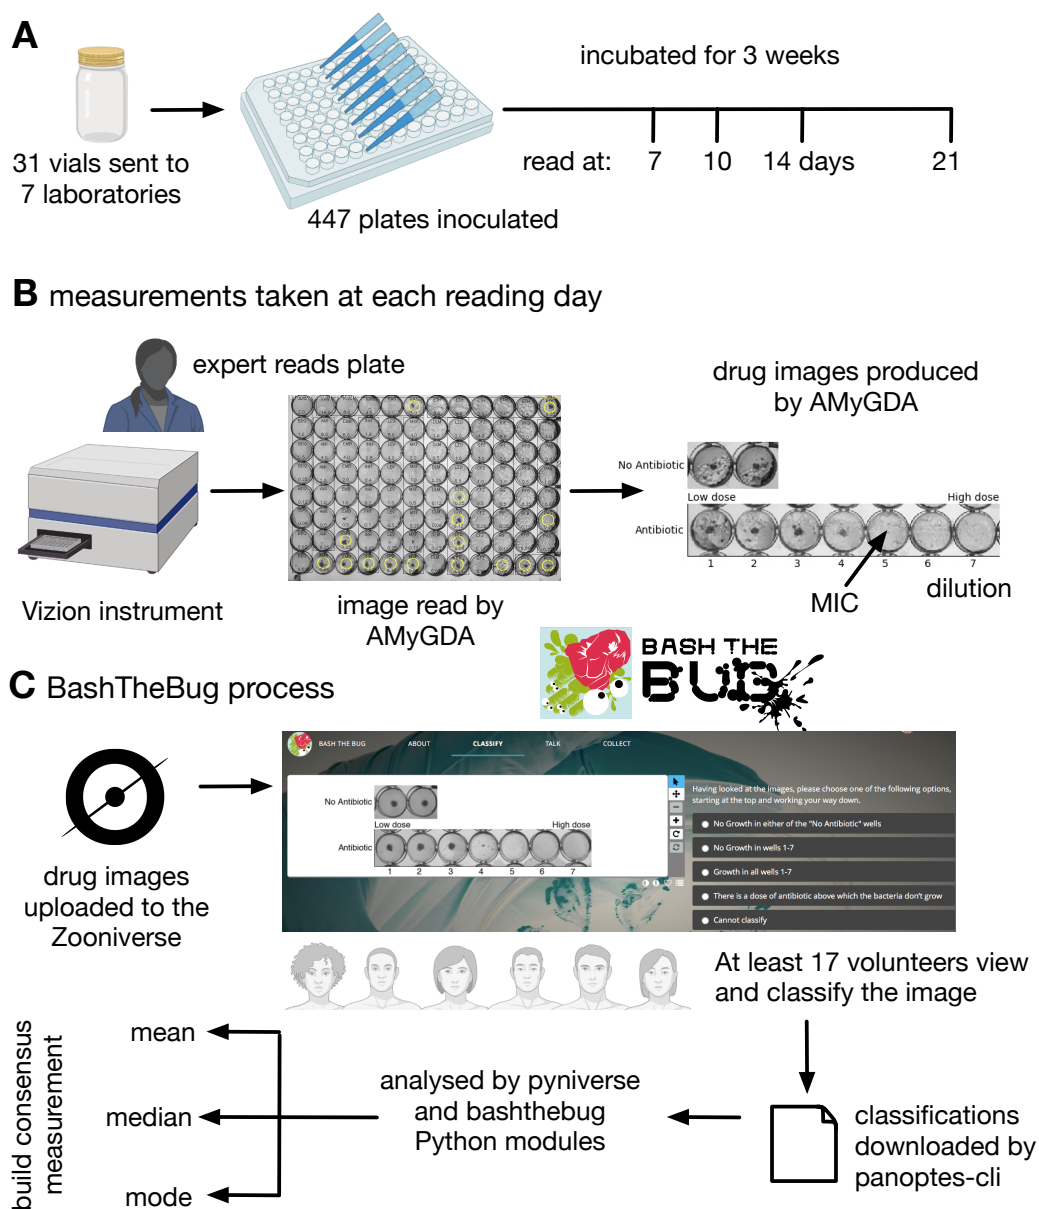 A
incubated for 3 weeks
31 vials sent to
7 laboratories
read at: 7 10 14 days 21
447 plates inoculated
B measurements taken at each reading day
expert reads plate
drug images produced
by AMyGDA
No Antibiotic
Low dose High dose
Antibiotic
1 2 3 4 5 6 7
MIC
dilution
Vizion instrument
image read by
AMyGDA
BASH THE
BUG
C BashTheBug process
BASH THE BUG ABOUT CLASSIFY TALK COLLECT
No Antibiotic
Low dose High dose
Antibiotic
1 2 3 4 5 6 7
Having looked at the images, please choose one of the following options,
starting at the top and working your way down.
No Growth in either of the "No Antibiotic" wells
No Growth in wells 1-7
Growth in all wells 1-7
There is a dose of antibiotic above which the bacteria don't grow
Cannot classify
drug images
uploaded to the
Zooniverse
At least 17 volunteers view
and classify the image
build consensus
measurement
mean
median
mode
analysed by pyniverse
and bashthebug
Python modules
classifications
downloaded by
panoptes-cli